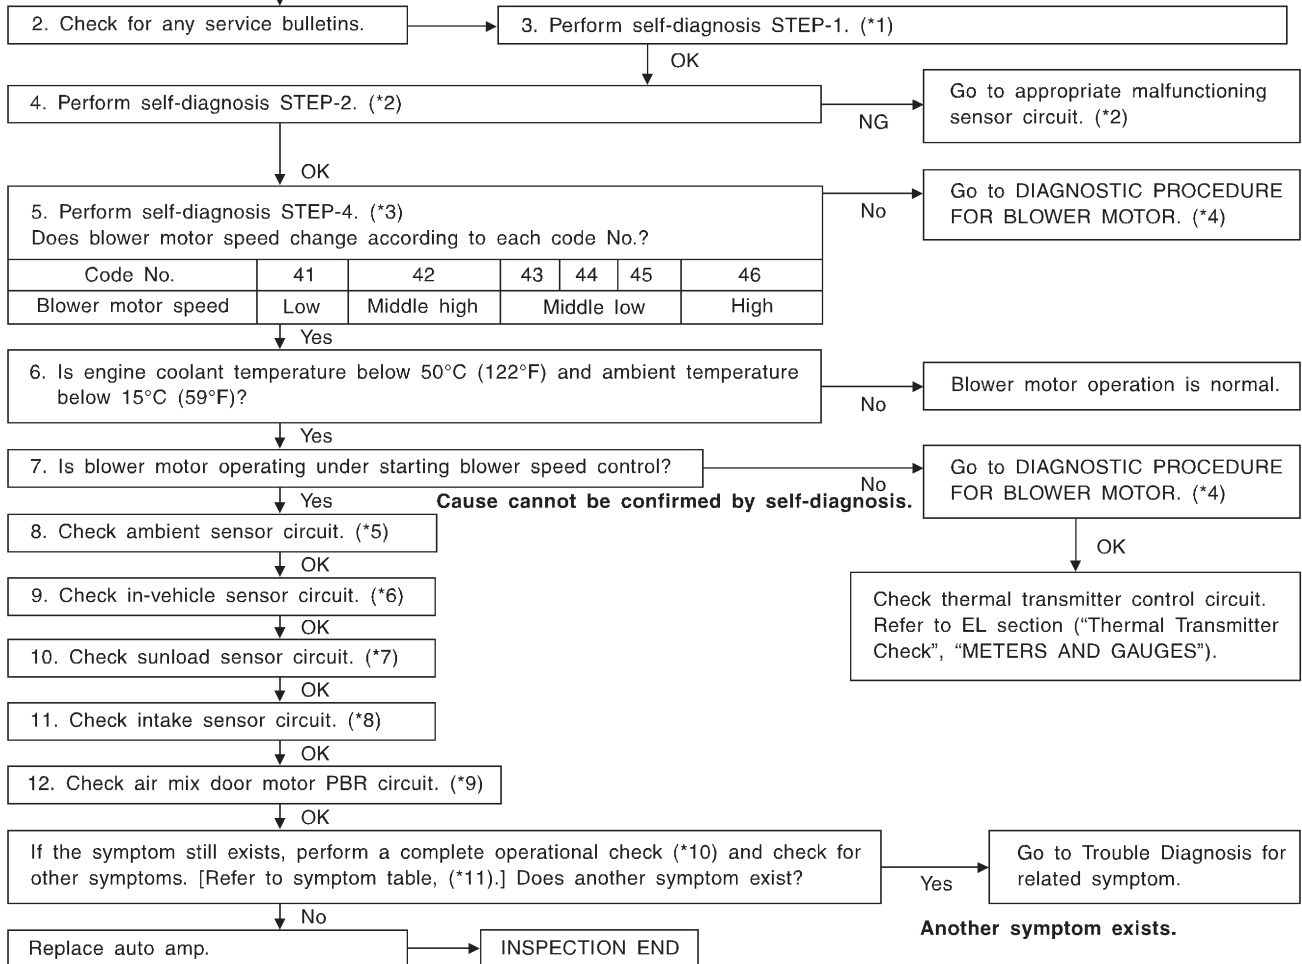 2. Check for any service bulletins.
3. Perform self-diagnosis STEP-1. (*1)
OK
4. Perform self-diagnosis STEP-2. (*2)
NG
Go to appropriate malfunctioning
sensor circuit. (*2)
OK
5. Perform self-diagnosis STEP-4. (*3)
Does blower motor speed change according to each code No.?
No
Go to DIAGNOSTIC PROCEDURE
FOR BLOWER MOTOR. (*4)
Code No. 41 42 43 44 45 46
Blower motor speed Low Middle high Middle low High
Yes
6. Is engine coolant temperature below 50°C (122°F) and ambient temperature
below 15°C (59°F)?
No
Blower motor operation is normal.
Yes
7. Is blower motor operating under starting blower speed control?
No
Go to DIAGNOSTIC PROCEDURE
FOR BLOWER MOTOR. (*4)
Yes
Cause cannot be confirmed by self-diagnosis.
OK
Check thermal transmitter control circuit.
Refer to EL section (“Thermal Transmitter
Check”, “METERS AND GAUGES”).
8. Check ambient sensor circuit. (*5)
OK
9. Check in-vehicle sensor circuit. (*6)
OK
10. Check sunload sensor circuit. (*7)
OK
11. Check intake sensor circuit. (*8)
OK
12. Check air mix door motor PBR circuit. (*9)
OK
If the symptom still exists, perform a complete operational check (*10) and check for
other symptoms. [Refer to symptom table, (*11).] Does another symptom exist?
Yes
Go to Trouble Diagnosis for
related symptom.
Another symptom exists.
No
Replace auto amp.
INSPECTION END